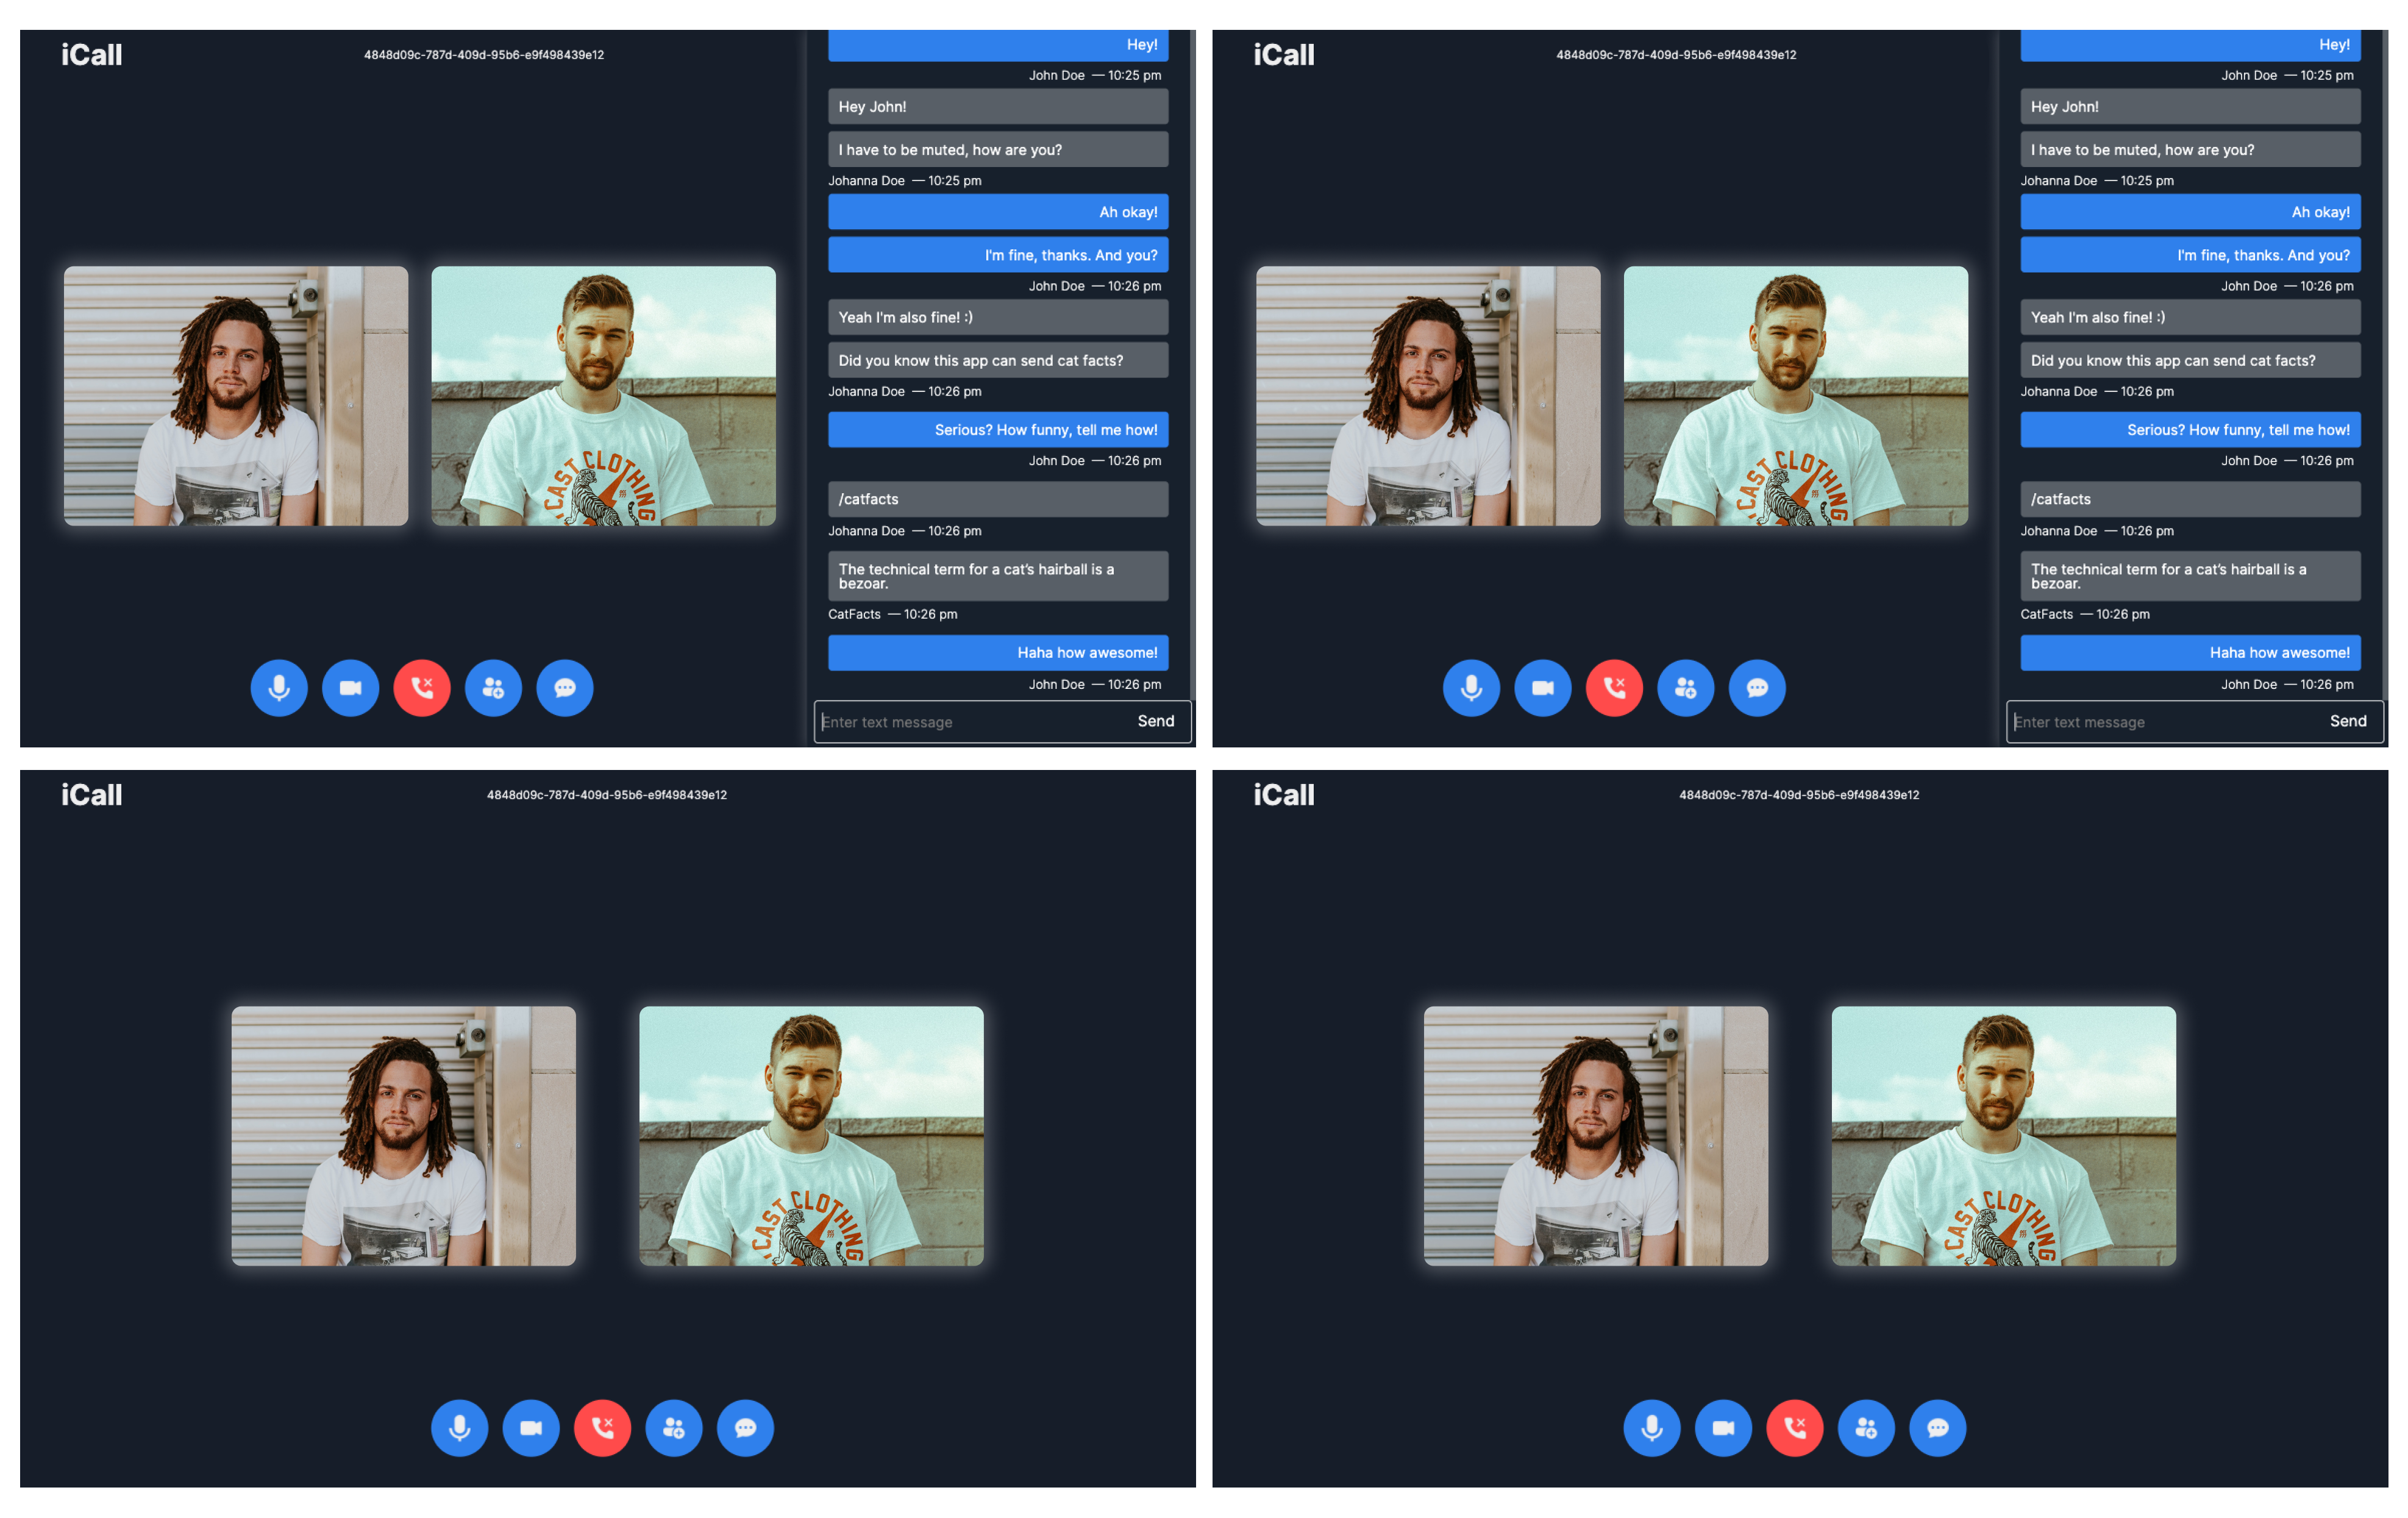 iCall
4848d09c-787d-409d-95b6-e9f498439e12
Hey!
John Doe — 10:25 pm
Hey John!
I have to be muted, how are you?
Johanna Doe — 10:25 pm
Ah okay!
I'm fine, thanks. And you?
John Doe — 10:26 pm
Yeah I'm also fine! :)
Did you know this app can send cat facts?
Johanna Doe — 10:26 pm
Serious? How funny, tell me how!
John Doe — 10:26 pm
/catfacts
Johanna Doe — 10:26 pm
The technical term for a cat’s hairball is a
bezoar.
CatFacts — 10:26 pm
Haha how awesome!
John Doe — 10:26 pm
Enter text message
Send
CAST CLOTHING
iCall
4848d09c-787d-409d-95b6-e9f498439e12
Hey!
John Doe — 10:25 pm
Hey John!
I have to be muted, how are you?
Johanna Doe — 10:25 pm
Ah okay!
I'm fine, thanks. And you?
John Doe — 10:26 pm
Yeah I'm also fine! :)
Did you know this app can send cat facts?
Johanna Doe — 10:26 pm
Serious? How funny, tell me how!
John Doe — 10:26 pm
/catfacts
Johanna Doe — 10:26 pm
The technical term for a cat’s hairball is a
bezoar.
CatFacts — 10:26 pm
Haha how awesome!
John Doe — 10:26 pm
Enter text message
Send
CAST CLOTHING
iCall
4848d09c-787d-409d-95b6-e9f498439e12
CAST CLOTHING
iCall
4848d09c-787d-409d-95b6-e9f498439e12
CAST CLOTHING